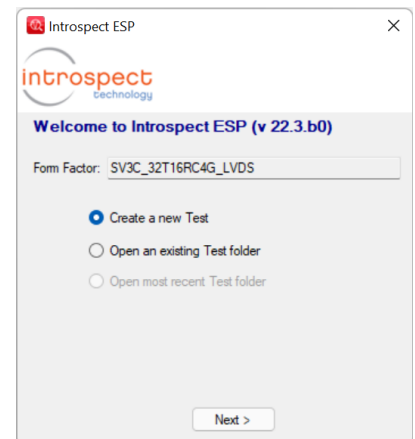 Introspect ESP
introspect
technology
Welcome to Introspect ESP (v 22.3.b0)
Form Factor: SV3C_32T16RC4G_LVDS
Create a new Test
Open an existing Test folder
Open most recent Test folder
Next >